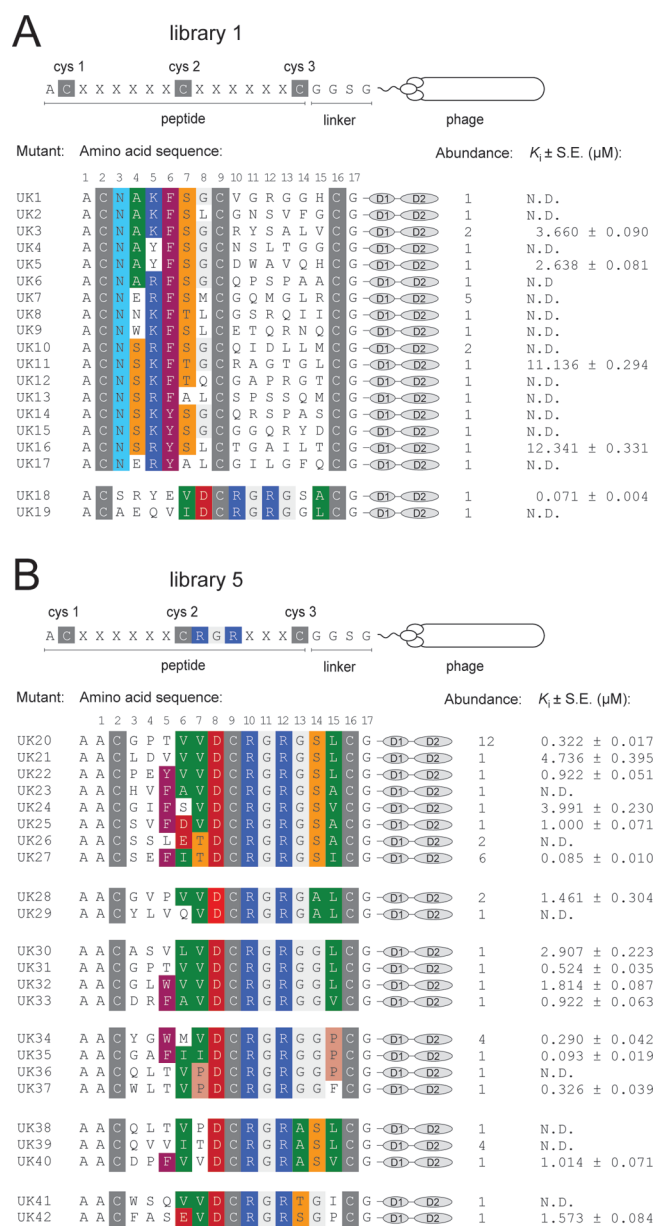 A
library 1
cys 1 cys 2 cys 3
A C X X X X X X C X X X X X X C G G S G
peptide linker phage
Mutant: Amino acid sequence: Abundance: Ki ± S.E. (μM):
1 2 3 4 5 6 7 8 9 10 11 12 13 14 15 16 17
UK1 A C N A K F S G C V G R G G H C G D1 D2 1 N.D.
UK2 A C N A K F S L C G N S V F G C G D1 D2 1 N.D.
UK3 A C N A K F S G C R Y S A L V C G D1 D2 2 3.660 ± 0.090
UK4 A C N A Y F S L C N S L T G G C G D1 D2 1 N.D.
UK5 A C N A Y F S G C D W A V Q H C G D1 D2 1 2.638 ± 0.081
UK6 A C N A R F S G C Q P S P A A C G D1 D2 1 N.D
UK7 A C N E R F S M C G Q M G L R C G D1 D2 5 N.D.
UK8 A C N N K F T L C G S R Q I I C G D1 D2 1 N.D.
UK9 A C N W K F S L C E T Q R N Q C G D1 D2 1 N.D.
UK10 A C N S R F S G C Q I D L L M C G D1 D2 2 N.D.
UK11 A C N S K F T G C R A G T G L C G D1 D2 1 11.136 ± 0.294
UK12 A C N S K F T Q C G A P R G T C G D1 D2 1 N.D.
UK13 A C N S R F A L C S P S S Q M C G D1 D2 1 N.D.
UK14 A C N S K Y S G C Q R S P A S C G D1 D2 1 N.D.
UK15 A C N S K Y S G C G G Q R Y D C G D1 D2 1 N.D.
UK16 A C N S R Y S L C T G A I L T C G D1 D2 1 12.341 ± 0.331
UK17 A C N E R Y A L C G I L G F Q C G D1 D2 1 N.D.
UK18 A C S R Y E V D C R G R G S A C G D1 D2 1 0.071 ± 0.004
UK19 A C A E Q V I D C R G R G G L C G D1 D2 1 N.D.
B
library 5
cys 1 cys 2 cys 3
A C X X X X X X C R G R X X X C G G S G
peptide linker phage
Mutant: Amino acid sequence: Abundance: Ki ± S.E. (μM):
1 2 3 4 5 6 7 8 9 10 11 12 13 14 15 16 17
UK20 A A C G P T V V D C R G R G S L C G D1 D2 12 0.322 ± 0.017
UK21 A A C L D V V V D C R G R G S L C G D1 D2 1 4.736 ± 0.395
UK22 A A C P E Y V V D C R G R G S L C G D1 D2 1 0.922 ± 0.051
UK23 A A C H V F A V D C R G R G S L C G D1 D2 1 N.D.
UK24 A A C G I F S V D C R G R G S V C G D1 D2 1 3.991 ± 0.230
UK25 A A C S V F D V D C R G R G S A C G D1 D2 1 1.000 ± 0.071
UK26 A A C S S L E T D C R G R G S A C G D1 D2 2 N.D.
UK27 A A C S E F I T D C R G R G S I C G D1 D2 6 0.085 ± 0.010
UK28 A A C G V P V V D C R G R G A L C G D1 D2 2 1.461 ± 0.304
UK29 A A C Y L V Q V D C R G R G A L C G D1 D2 1 N.D.
UK30 A A C A S V L V D C R G R G G L C G D1 D2 1 2.907 ± 0.223
UK31 A A C G P T V V D C R G R G G L C G D1 D2 1 0.524 ± 0.035
UK32 A A C G L W V V D C R G R G G L C G D1 D2 1 1.814 ± 0.087
UK33 A A C D R F A V D C R G R G G V C G D1 D2 1 0.922 ± 0.063
UK34 A A C Y G W M V D C R G R G G P C G D1 D2 4 0.290 ± 0.042
UK35 A A C G A F I I D C R G R G G P C G D1 D2 1 0.093 ± 0.019
UK36 A A C Q L T V P D C R G R G G P C G D1 D2 1 N.D.
UK37 A A C W L T V P D C R G R G G F C G D1 D2 1 0.326 ± 0.039
UK38 A A C Q L T V P D C R G R A S L C G D1 D2 1 N.D.
UK39 A A C Q V V I T D C R G R A S L C G D1 D2 4 N.D.
UK40 A A C D P F V V D C R G R A S V C G D1 D2 1 1.014 ± 0.071
UK41 A A C W S Q V V D C R G R T G I C G D1 D2 1 N.D.
UK42 A A C F A S E V D C R G R S G P C G D1 D2 1 1.573 ± 0.084